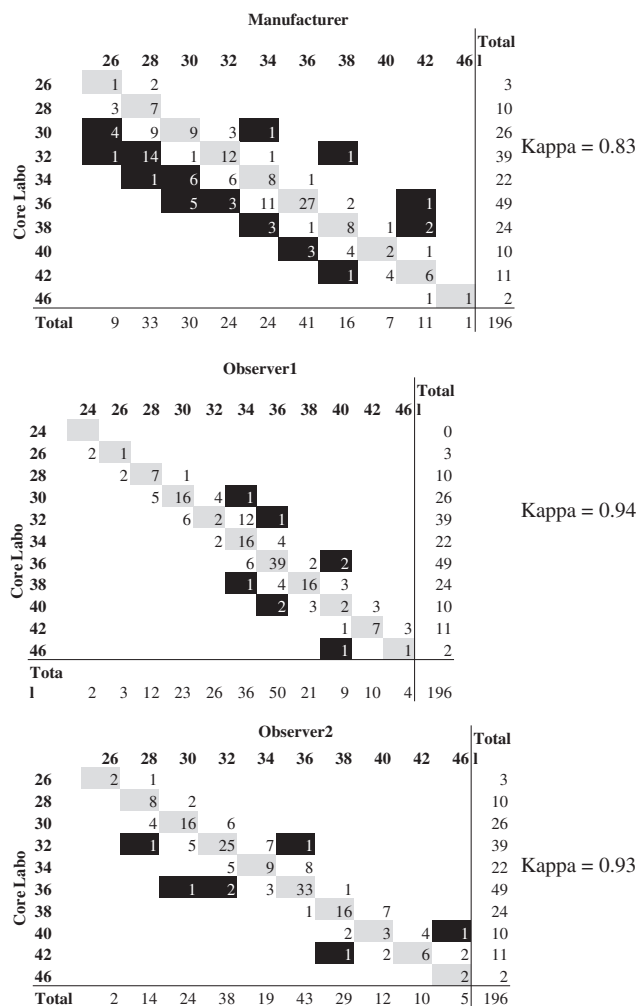 Manufacturer
Total
26 28 30 32 34 36 38 40 42 46 l
26 1 2 3
28 3 7 10
30 4 9 9 3 1 26
32 1 14 1 12 1 1 39
34 1 6 6 8 1 22
36 5 3 11 27 2 1 49
38 3 1 8 1 2 24
40 3 4 2 1 10
42 1 4 6 11
46 1 1 2
Total 9 33 30 24 24 41 16 7 11 1 196
Core Labo
Kappa = 0.83
Observer1
Total
24 26 28 30 32 34 36 38 40 42 46 l
24 0
26 2 1 3
28 2 7 1 10
30 5 16 4 1 26
32 6 2 12 1 39
34 2 16 4 22
36 6 39 2 2 49
38 1 4 16 3 24
40 2 3 2 3 10
42 1 7 3 11
46 1 1 2
Tota
l 2 3 12 23 26 36 50 21 9 10 4 196
Core Labo
Kappa = 0.94
Observer2
Total
26 28 30 32 34 36 38 40 42 46 l
26 2 1 3
28 8 2 10
30 4 16 6 26
32 1 5 25 7 1 39
34 5 9 8 22
36 1 2 3 33 1 49
38 1 16 7 24
40 2 3 4 1 10
42 1 2 6 2 11
46 2 2
Total 2 14 24 38 19 43 29 12 10 5 196
Core Labo
Kappa = 0.93